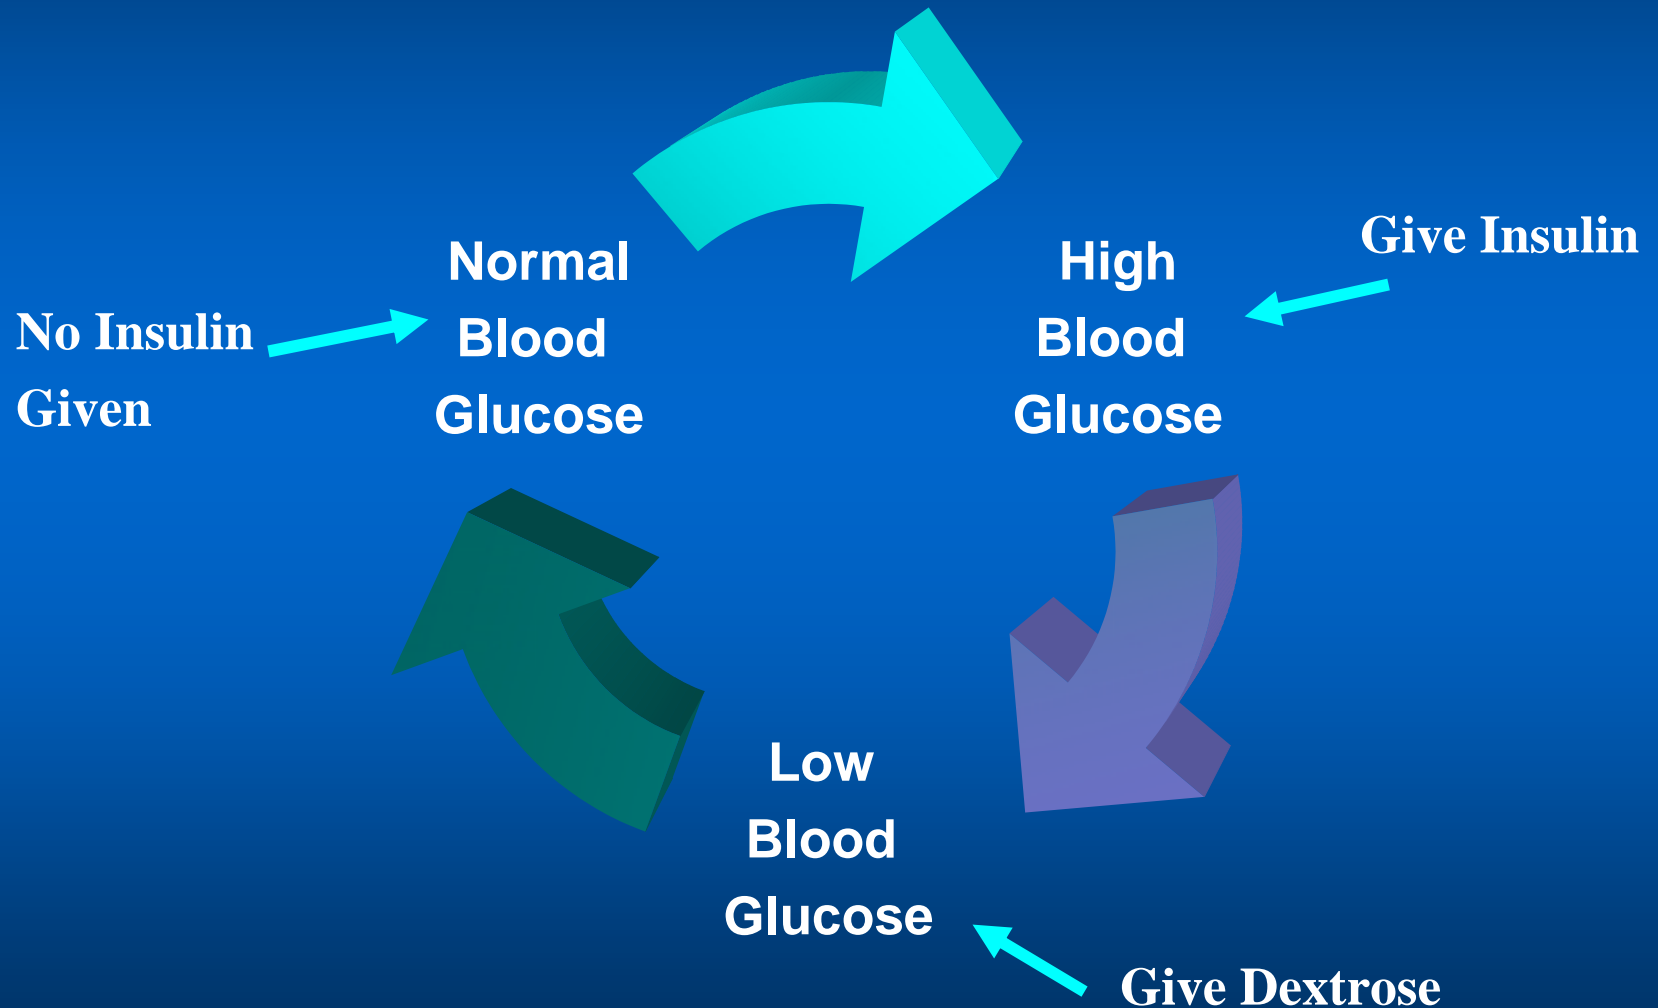 Normal
Blood
Glucose
No Insulin
Given
High
Blood
Glucose
Give Insulin
Low
Blood
Glucose
Give Dextrose